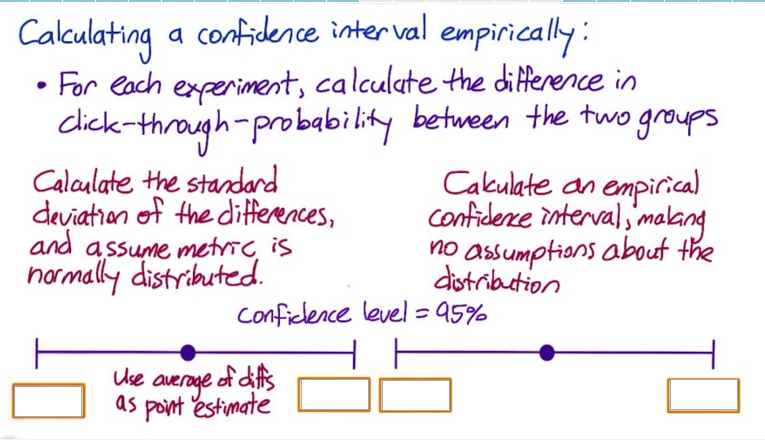 Calculating a confidence interval empirically:
• For each experiment, calculate the difference in
click-through-probability between the two groups
Calculate the standard
deviation of the differences,
and assume metric is
normally distributed.
Calculate an empirical
confidence interval, making
no assumptions about the
distribution
Confidence level = 95%
Use average of diffs
as point estimate